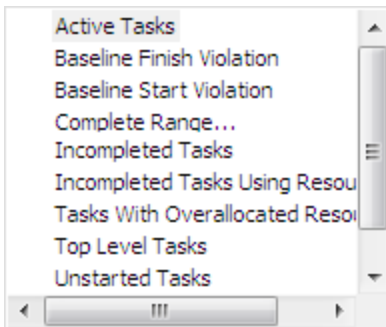 Active Tasks
Baseline Finish Violation
Baseline Start Violation
Complete Range...
Incompleted Tasks
Incompleted Tasks Using Resou
Tasks With Overallocated Reso
Top Level Tasks
Unstarted Tasks